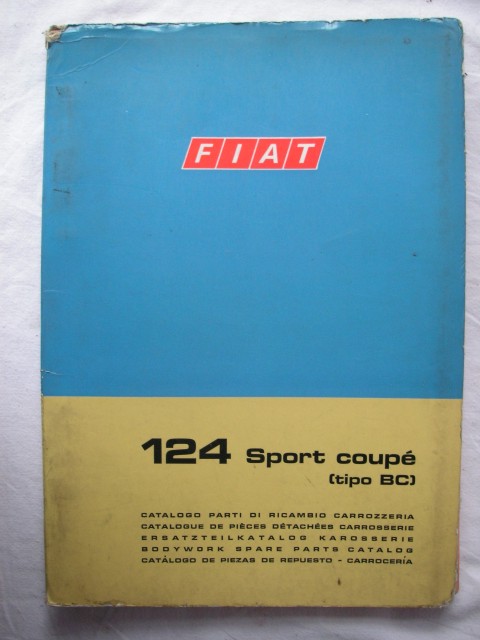 FIAT
124 Sport coupé
(tipo BC)
CATALOGO PARTI DI RICAMBIO CARROZZERIA
CATALOGUE DE PIÈCES DÉTACHÉES CARROSSERIE
ERSATZTEILKATALOG KAROSSERIE
BODYWORK SPARE PARTS CATALOG
CATÁLOGO DE PIEZAS DE REPUESTO - CARROCERÍA